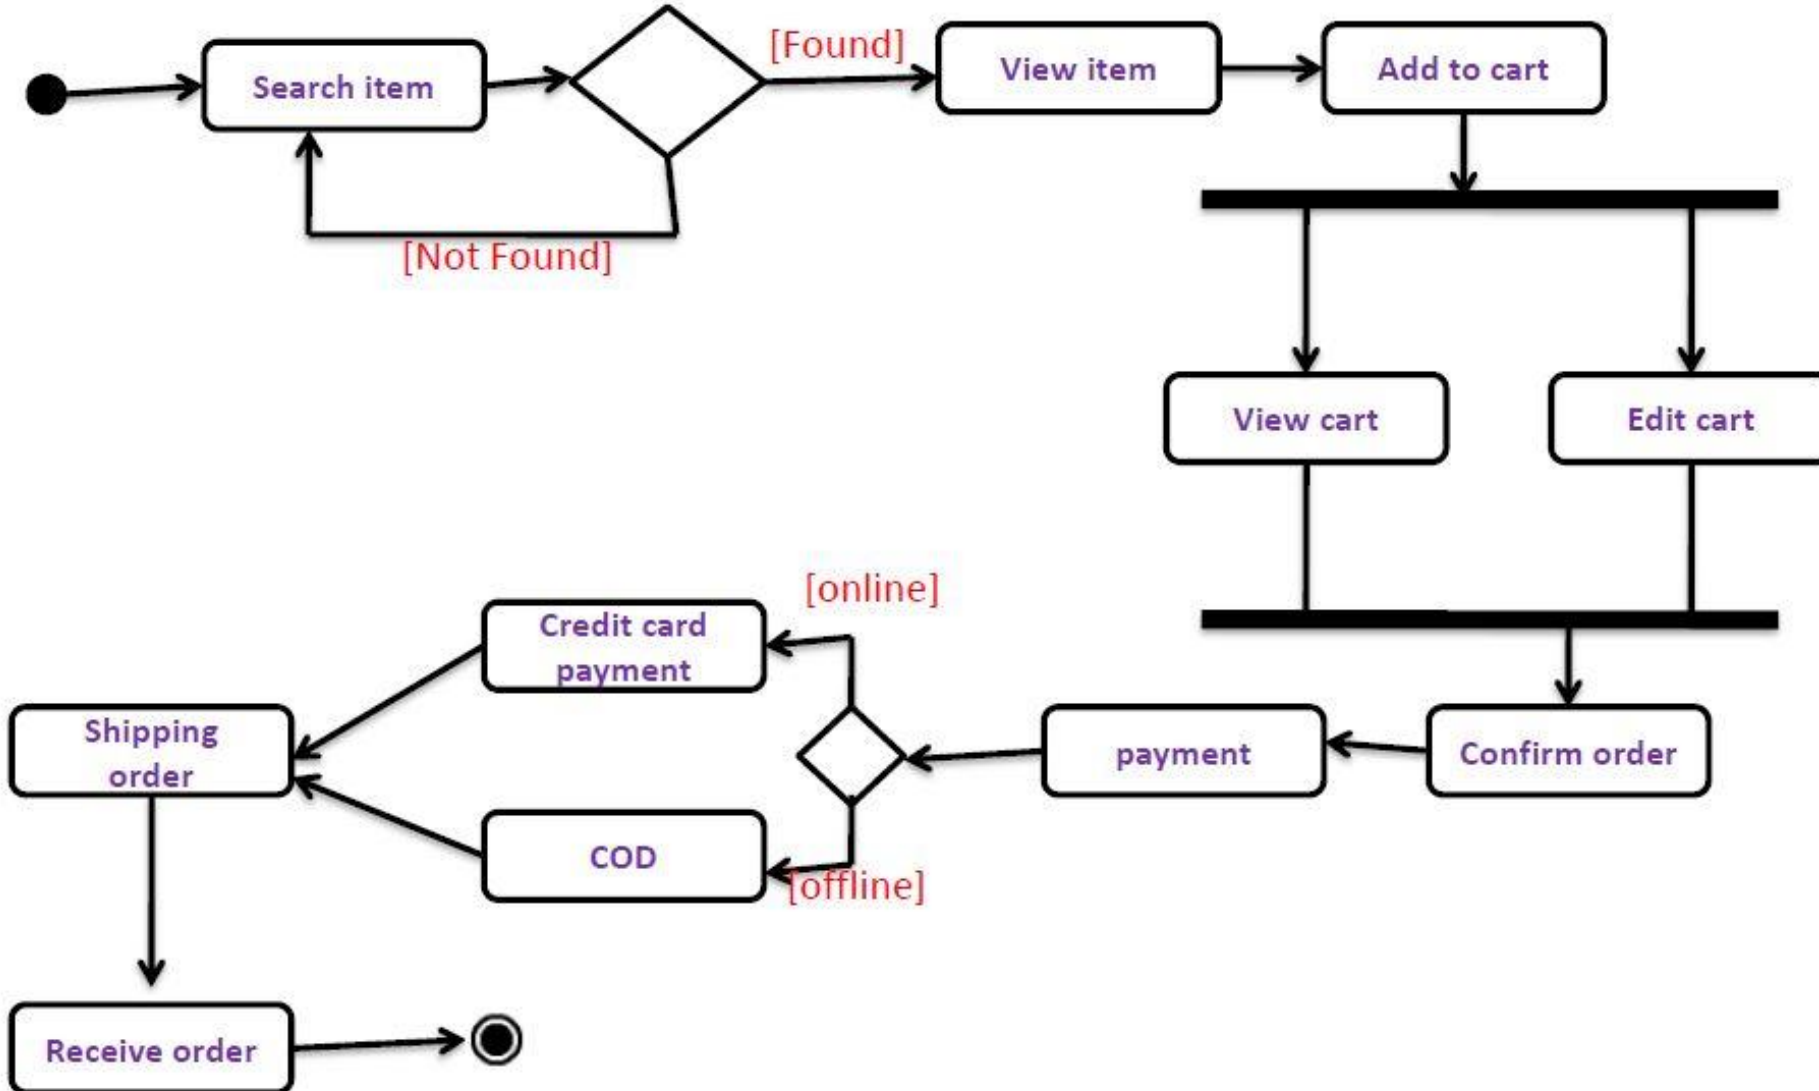 Search item
[Found]
View item
Add to cart
[Not Found]
View cart
Edit cart
[online]
Credit card
payment
Shipping
order
payment
Confirm order
COD
[offline]
Receive order